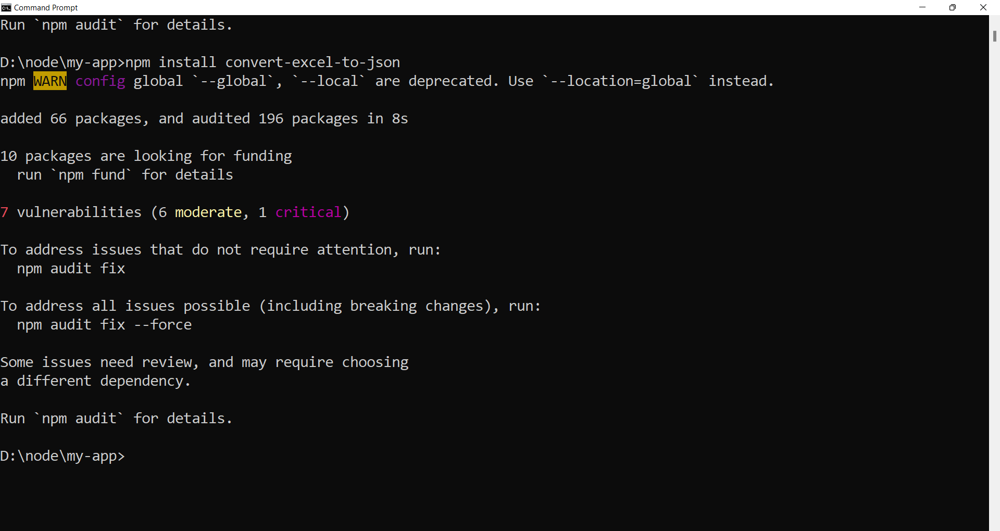 Command Prompt
Run `npm audit` for details.
D:\node\my-app>npm install convert-excel-to-json
npm WARN config global `--global`, `--local` are deprecated. Use `--location=global` instead.
added 66 packages, and audited 196 packages in 8s
10 packages are looking for funding
  run `npm fund` for details
7 vulnerabilities (6 moderate, 1 critical)
To address issues that do not require attention, run:
  npm audit fix
To address all issues possible (including breaking changes), run:
  npm audit fix --force
Some issues need review, and may require choosing
a different dependency.
Run `npm audit` for details.
D:\node\my-app>